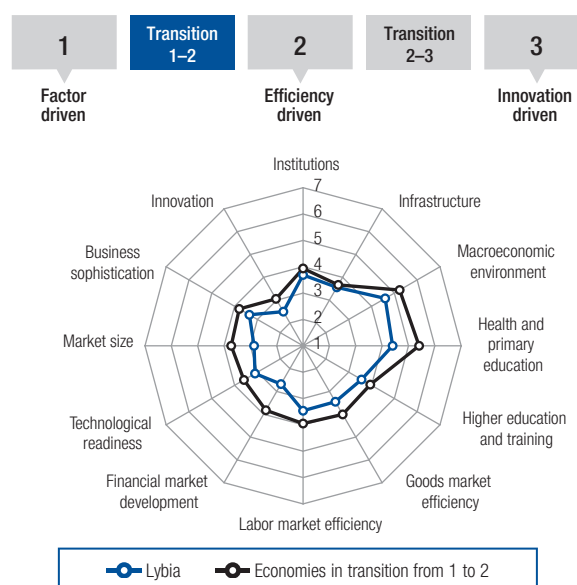 1
Transition
1–2
2
Transition
2–3
3
Factor
driven
Efficiency
driven
Innovation
driven
Institutions
7
Innovation
Infrastructure
6
5
Business
sophistication
Macroeconomic
environment
4
3
2
Market size
1
Health and
primary
education
Technological
readiness
Higher education
and training
Financial market
development
Goods market
efficiency
Labor market efficiency
Lybia
Economies in transition from 1 to 2